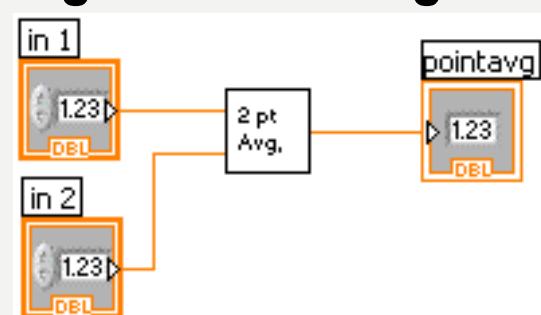 in 1
1.23
DBL
2 pt
Avg.
pointavg
1.23
DBL
in 2
1.23
DBL